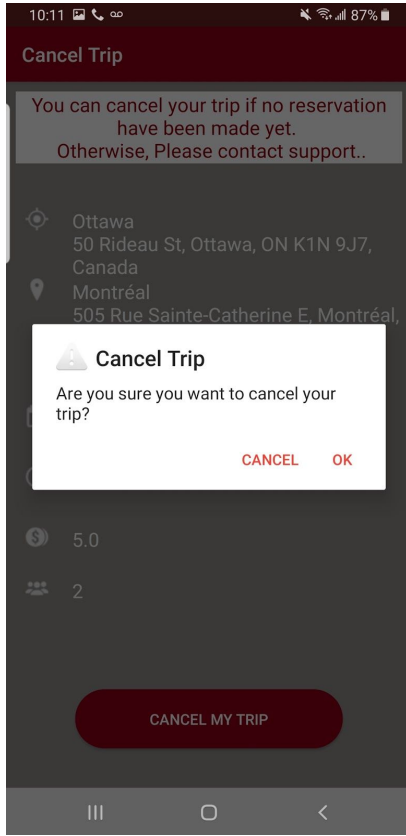 10:11 87%
Cancel Trip
You can cancel your trip if no reservation
have been made yet.
Otherwise, Please contact support..
Ottawa
50 Rideau St, Ottawa, ON K1N 9J7,
Canada
Montréal
505 Rue Sainte-Catherine E, Montréal,
Cancel Trip
Are you sure you want to cancel your
trip?
CANCEL OK
5.0
2
CANCEL MY TRIP